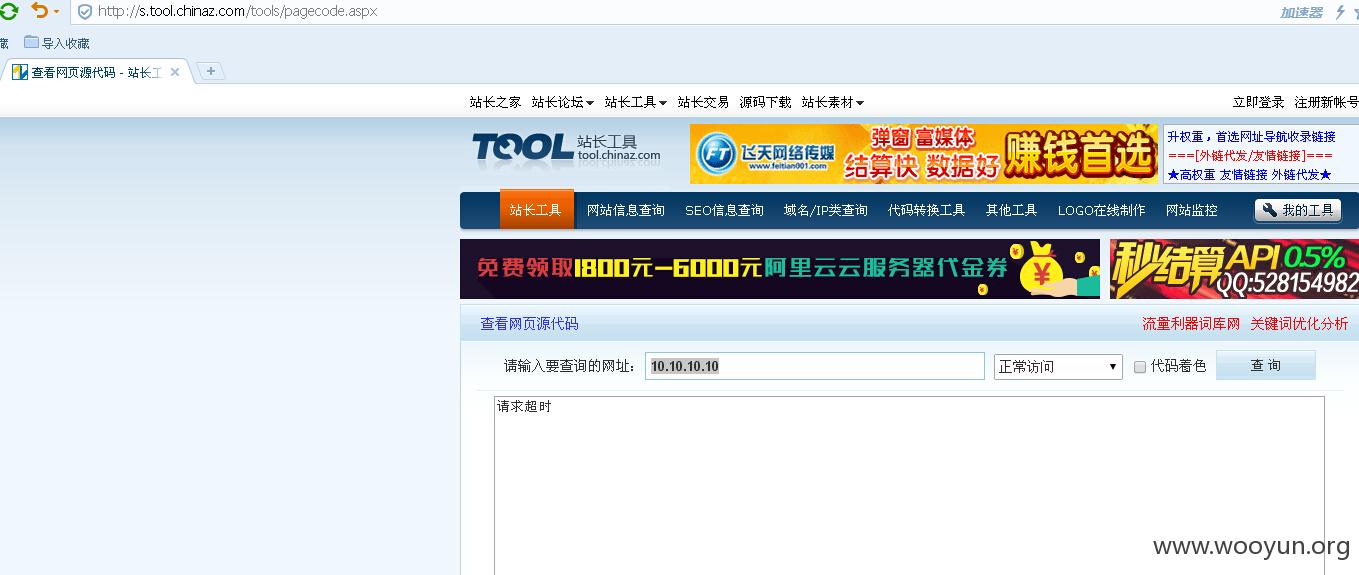 http://s.tool.chinaz.com/tools/pagecode.aspx 加速器
藏 导入收藏
查看网页源代码 - 站长工
站长之家 站长论坛 站长工具 站长交易 源码下载 站长素材 立即登录 注册新帐号
TOOL 站长工具
tool.chinaz.com
FT 飞天网络传媒
www.feitian001.com
弹窗 富媒体
结算快 数据好
赚钱首选
升权重，首选网址导航收录链接
===[外链代发/友情链接]===
★高权重 友情链接 外链代发★
站长工具 网站信息查询 SEO信息查询 域名/IP类查询 代码转换工具 其他工具 LOGO在线制作 网站监控 我的工具
免费领取1800元-6000元阿里云云服务器代金券
秒结算API 0.5%
QQ:528154982
查看网页源代码 流量利器词库网 关键词优化分析
请输入要查询的网址: 10.10.10.10 正常访问 代码着色 查 询
请求超时
www.wooyun.org